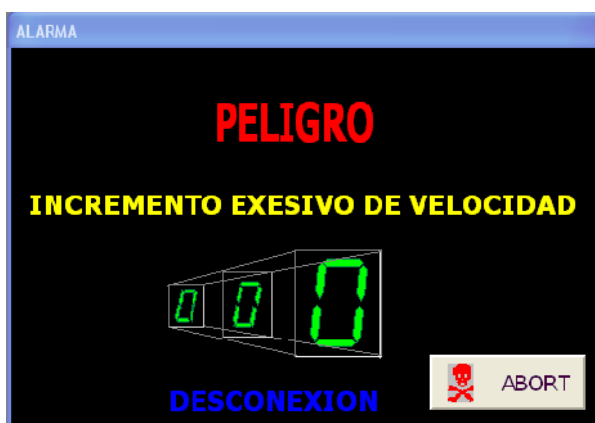 ALARMA
PELIGRO
INCREMENTO EXESIVO DE VELOCIDAD
0 0 0
ABORT
DESCONEXION